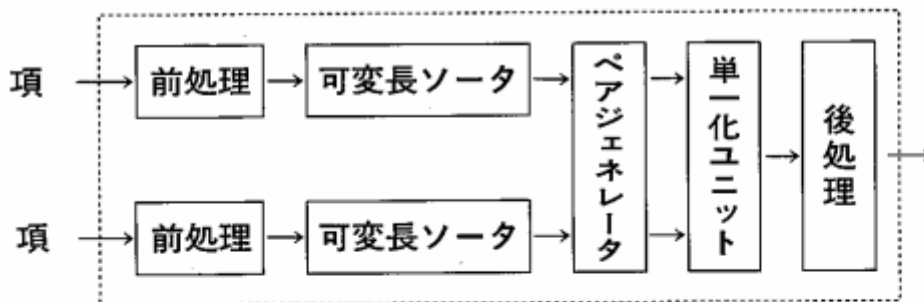 項
前処理
可変長ソータ
項
前処理
可変長ソータ
ペアジェネレータ
単一化ユニット
後処理